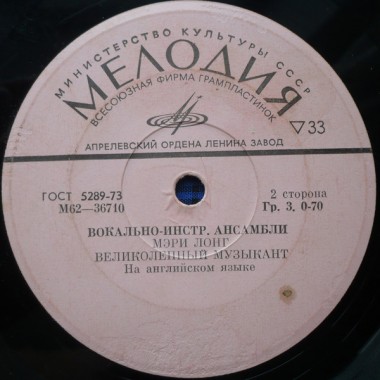 МИНИСТЕРСТВО КУЛЬТУРЫ СССР
МЕЛОДИЯ
ВСЕСОЮЗНАЯ ФИРМА ГРАМПЛАСТИНОК
▽33
АПРЕЛЕВСКИЙ ОРДЕНА ЛЕНИНА ЗАВОД
ГОСТ 5289-73
М62—36710
2 сторона
Гр. 3. 0-70
ВОКАЛЬНО-ИНСТР. АНСАМБЛИ
МЭРИ ЛОНГ
ВЕЛИКОЛЕПНЫЙ МУЗЫКАНТ
На английском языке